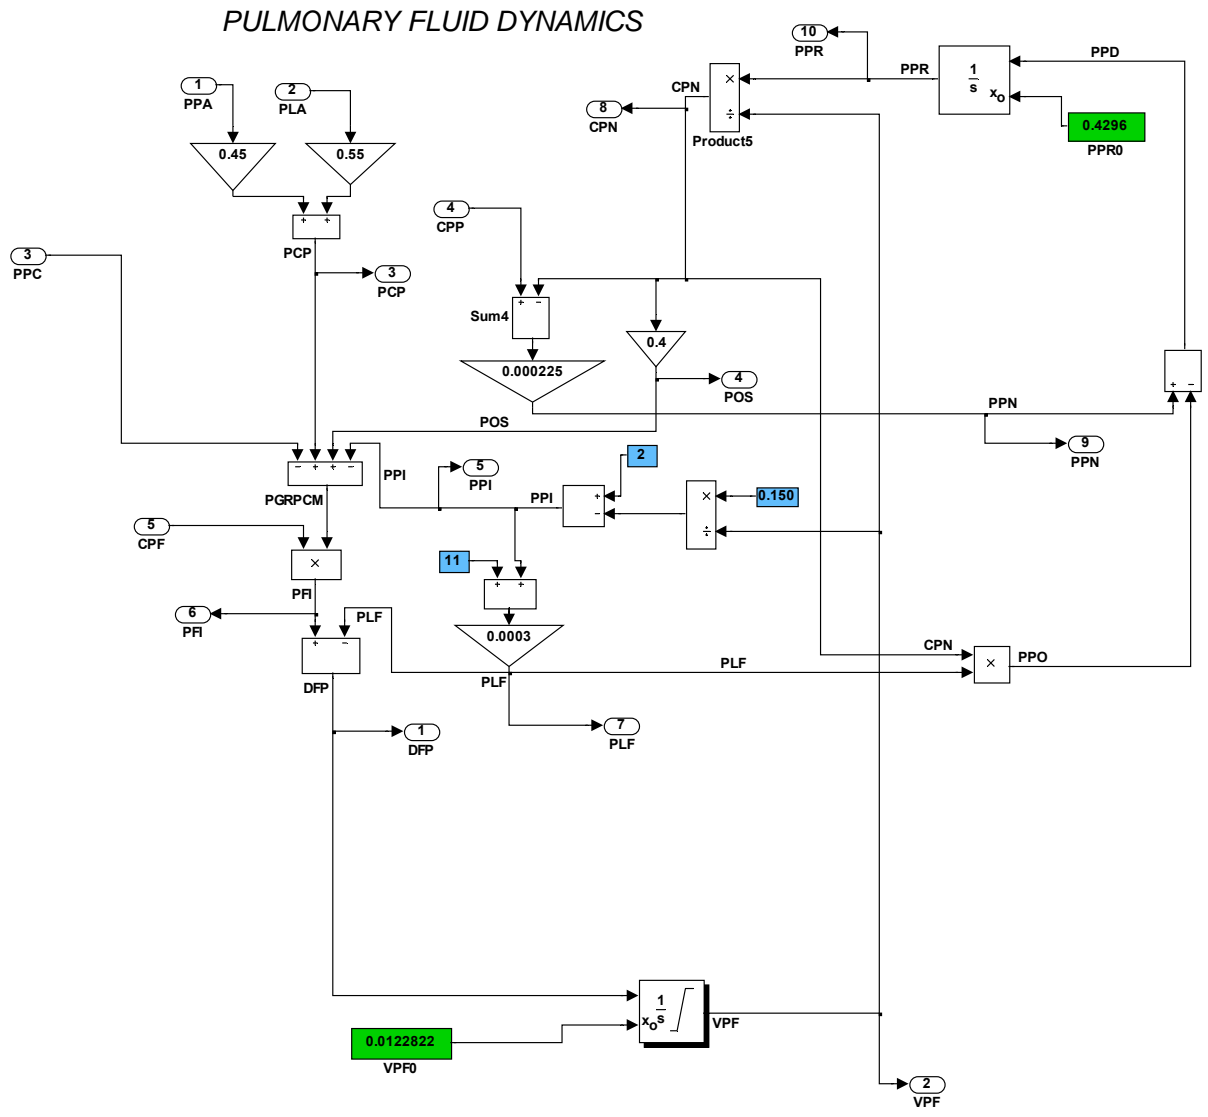 PULMONARY FLUID DYNAMICS
10
PPR
PPD
PPR
1
s
xo
0.4296
PPR0
1
PPA
2
PLA
CPN
8
CPN
×
÷
Product5
0.45
0.55
+ +
PCP
4
CPP
3
PPC
3
PCP
+ −
Sum4
0.4
0.000225
4
POS
+ −
PPN
9
PPN
POS
− + + −
PGRPCM
PPI
5
PPI
PPI
2
+
−
×
÷
0.150
5
CPF
×
PFI
11
+ +
6
PFI
PLF
0.0003
+ −
DFP
PLF
PLF
CPN
×
PPO
1
DFP
7
PLF
1
s
xo
VPF
0.0122822
VPF0
2
VPF